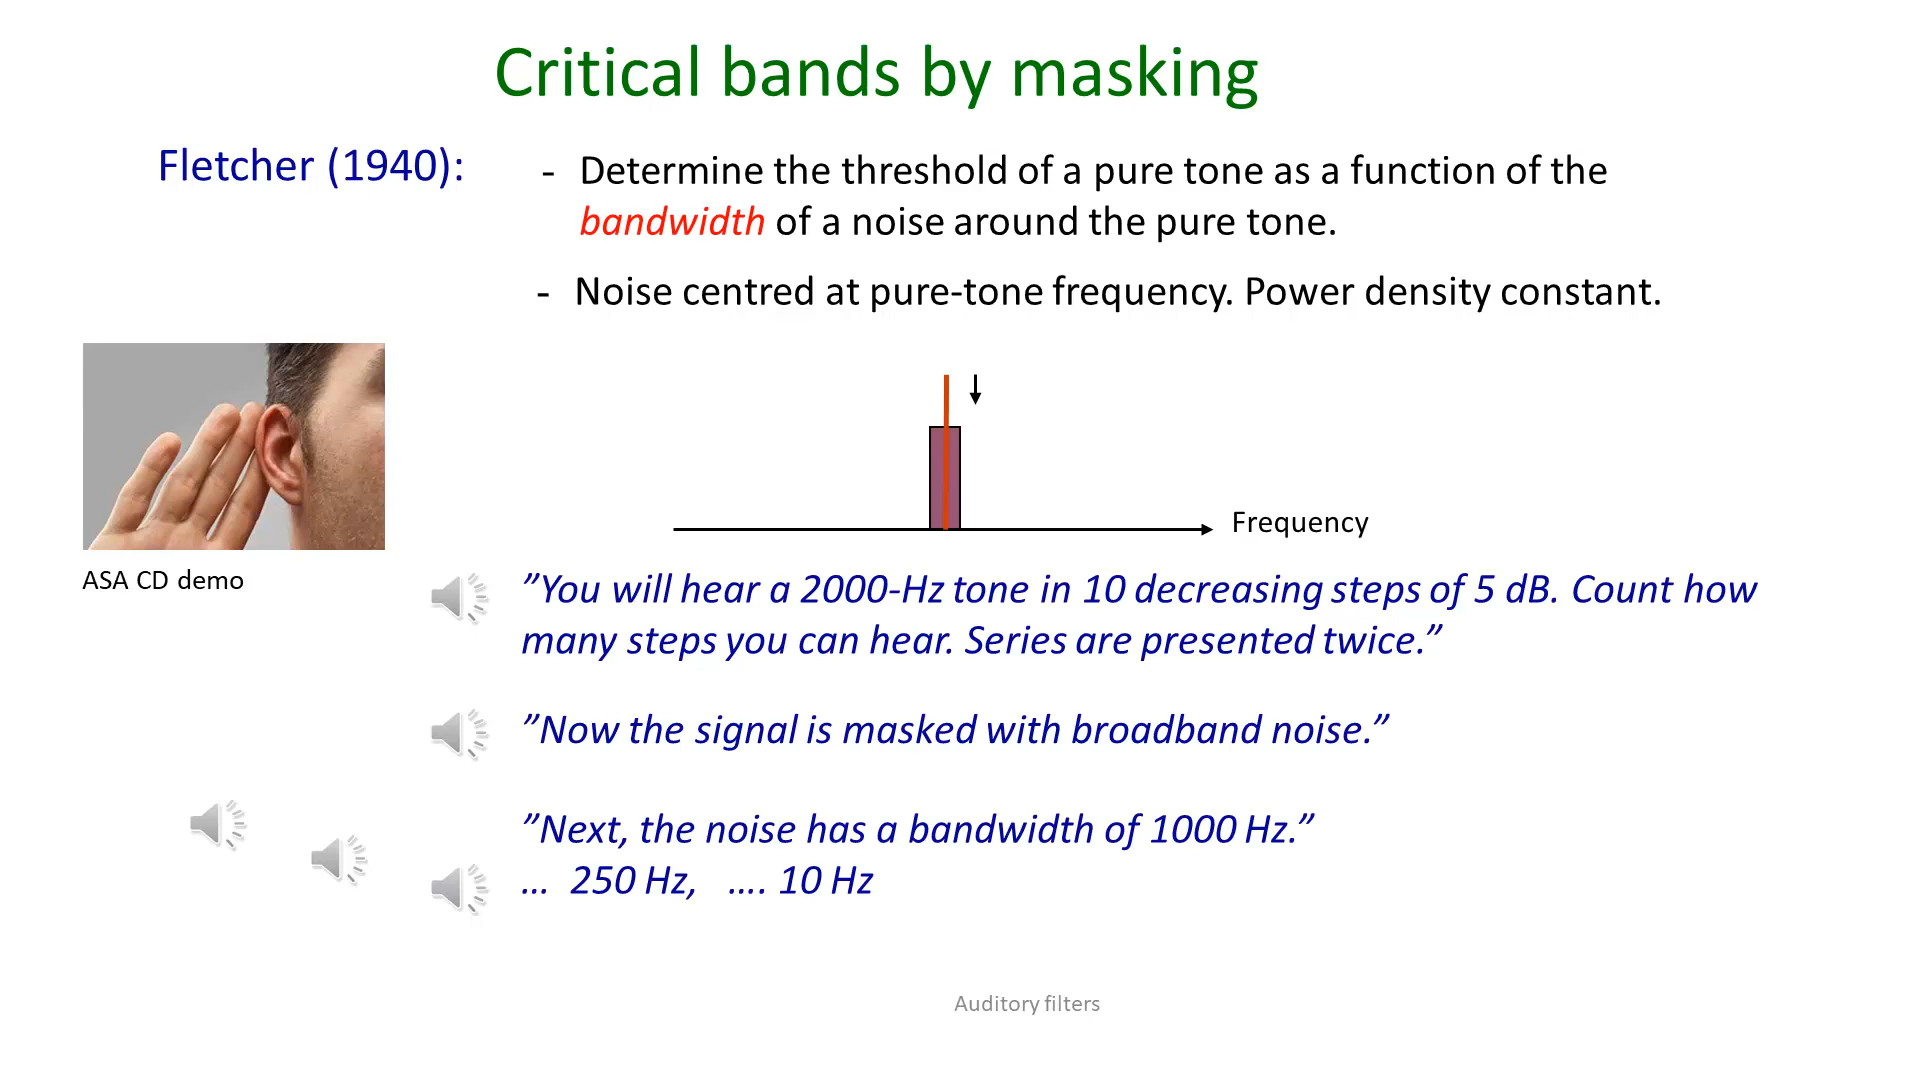 Critical bands by masking
Fletcher (1940):
- Determine the threshold of a pure tone as a function of the
bandwidth of a noise around the pure tone.
- Noise centred at pure-tone frequency. Power density constant.
Frequency
ASA CD demo
”You will hear a 2000-Hz tone in 10 decreasing steps of 5 dB. Count how
many steps you can hear. Series are presented twice.”
”Now the signal is masked with broadband noise.”
”Next, the noise has a bandwidth of 1000 Hz.”
… 250 Hz, …. 10 Hz
Auditory filters